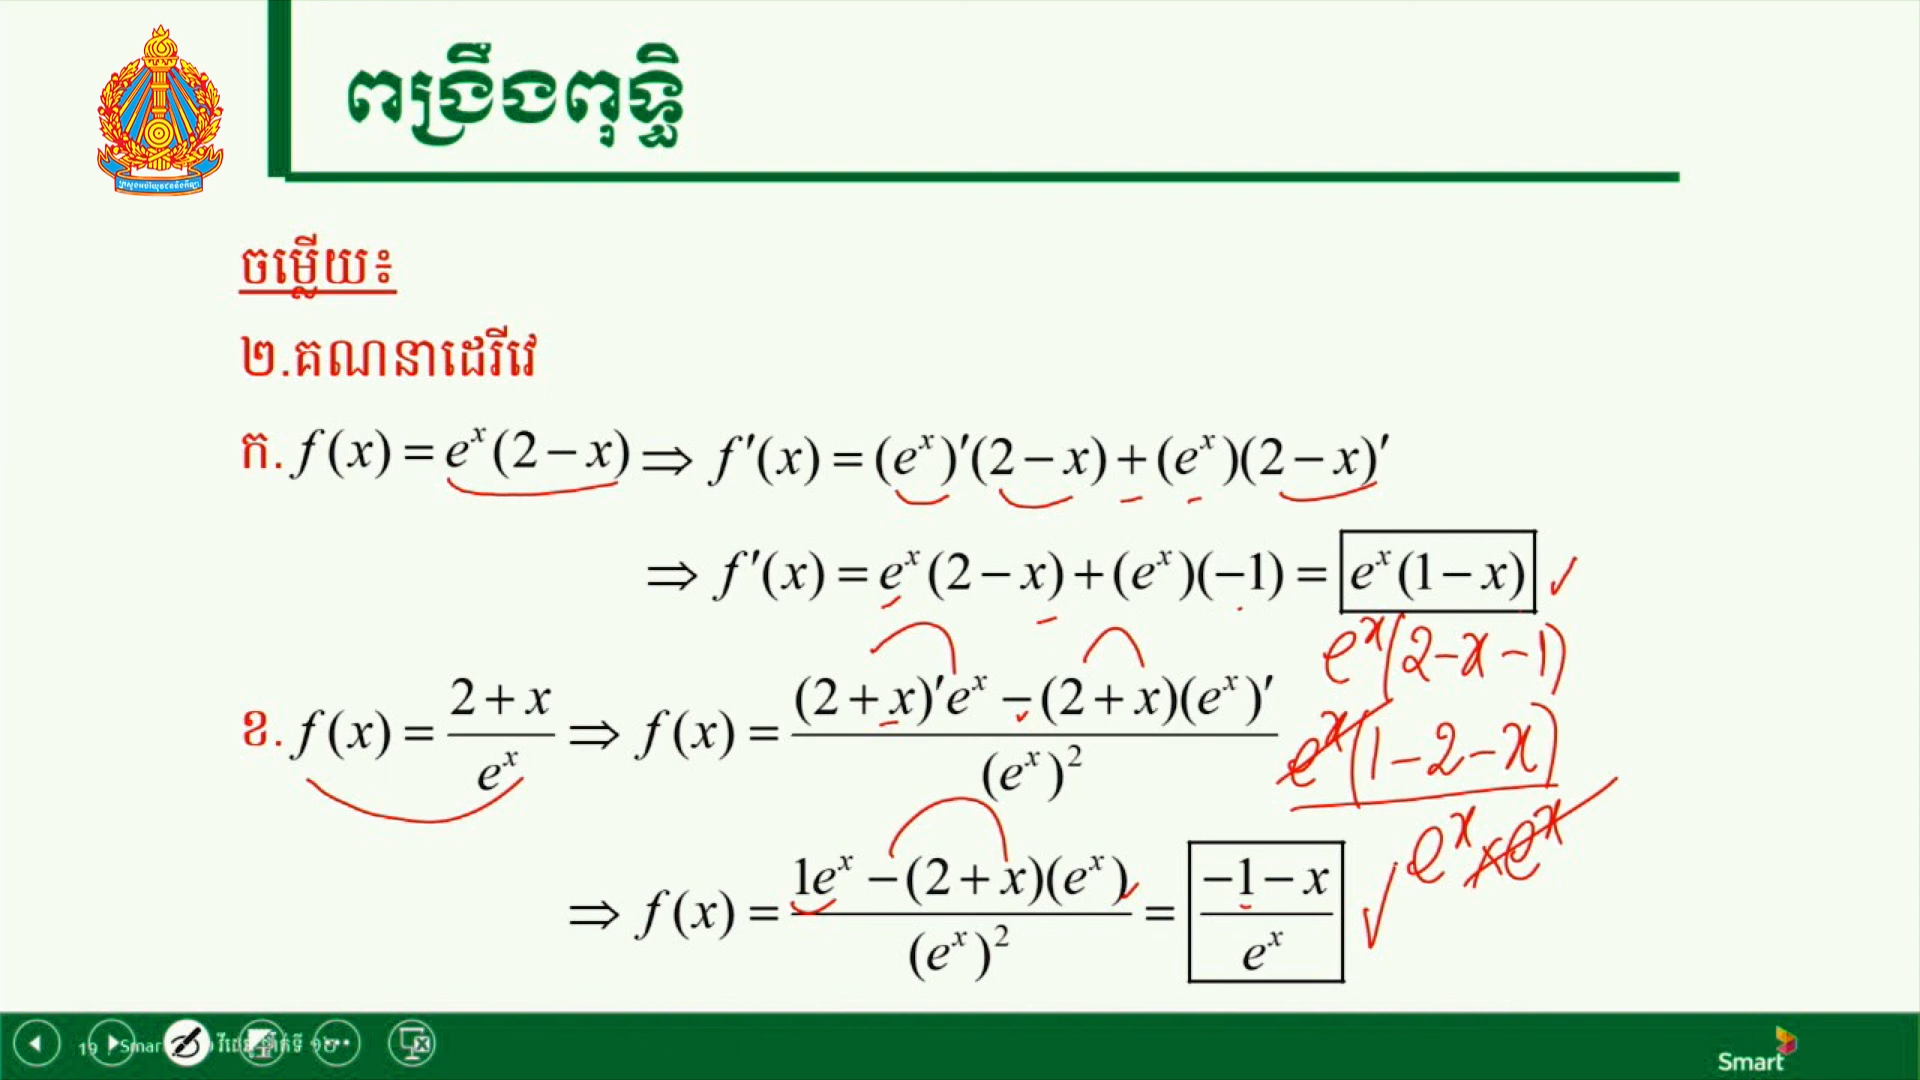 ពង្រឹងពុទ្ធិ
ចម្លើយ៖
២.គណនាដេរីវេ
ក. f(x) = e^x(2 − x) ⇒ f′(x) = (e^x)′(2 − x) + (e^x)(2 − x)′
⇒ f′(x) = e^x(2 − x) + (e^x)(−1) = e^x(1 − x) ✓
e^x(2 − x − 1)
ខ. f(x) = (2 + x)/e^x ⇒ f(x) = ((2 + x)′e^x − (2 + x)(e^x)′)/(e^x)^2
e^x(1 − 2 − x)/(e^x × e^x)
⇒ f(x) = (1e^x − (2 + x)(e^x))/(e^x)^2 = (−1 − x)/e^x ✓
19
Smar
Smart